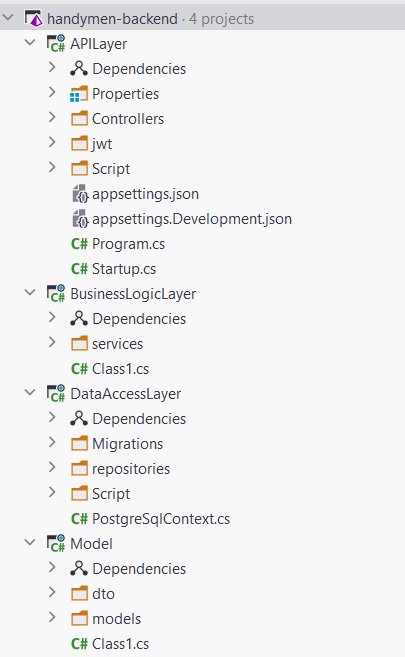 handymen-backend · 4 projects
C# APILayer
Dependencies
Properties
Controllers
jwt
Script
appsettings.json
appsettings.Development.json
C# Program.cs
C# Startup.cs
C# BusinessLogicLayer
Dependencies
services
C# Class1.cs
C# DataAccessLayer
Dependencies
Migrations
repositories
Script
C# PostgreSqlContext.cs
C# Model
Dependencies
dto
models
C# Class1.cs